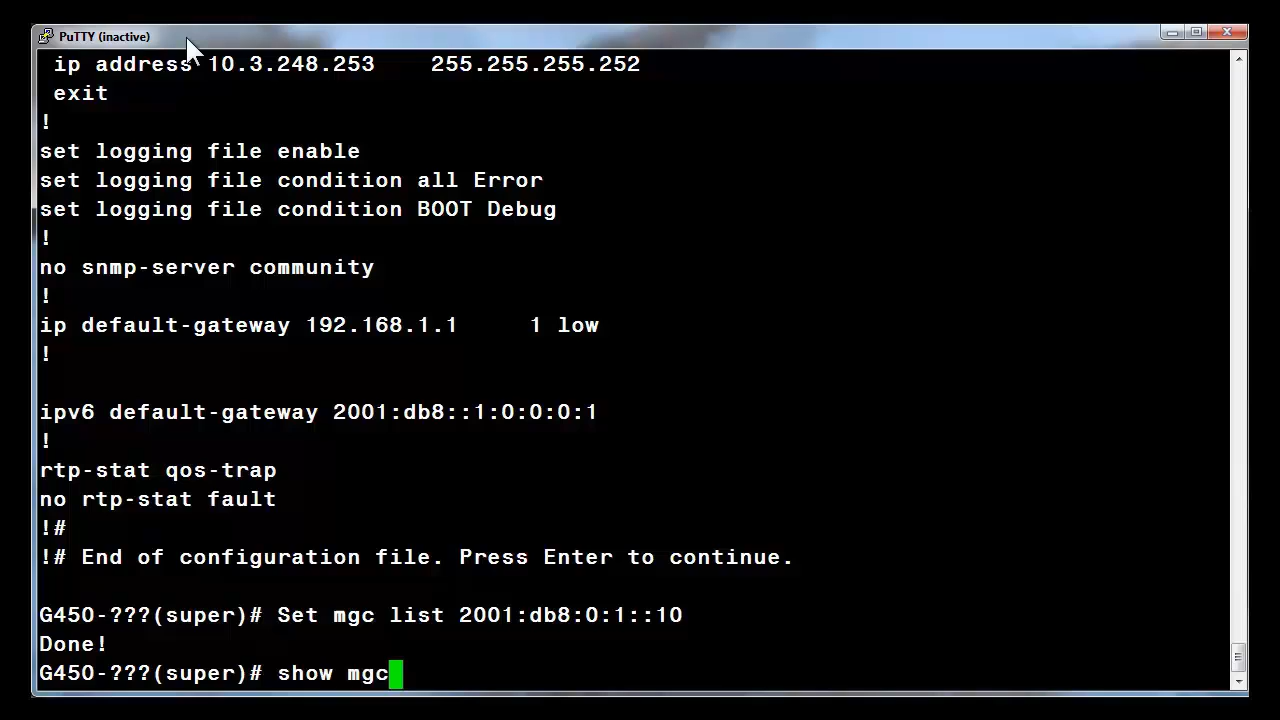 PuTTY (inactive)
ip address 10.3.248.253 255.255.255.252
exit
!
set logging file enable
set logging file condition all Error
set logging file condition BOOT Debug
!
no snmp-server community
!
ip default-gateway 192.168.1.1 1 low
!
ipv6 default-gateway 2001:db8::1:0:0:0:1
!
rtp-stat qos-trap
no rtp-stat fault
!#
!# End of configuration file. Press Enter to continue.
G450-???(super)# Set mgc list 2001:db8:0:1::10
Done!
G450-???(super)# show mgc